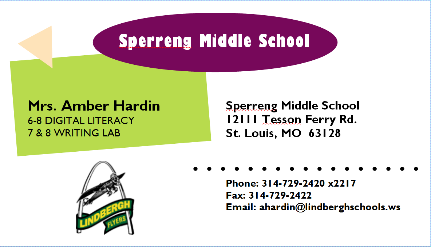 Sperreng Middle School
Mrs. Amber Hardin
6-8 DIGITAL LITERACY
7 & 8 WRITING LAB
Sperreng Middle School
12111 Tesson Ferry Rd.
St. Louis, MO  63128
LINDBERGH
FLYERS
Phone: 314-729-2420 x2217
Fax: 314-729-2422
Email: ahardin@lindberghschools.ws